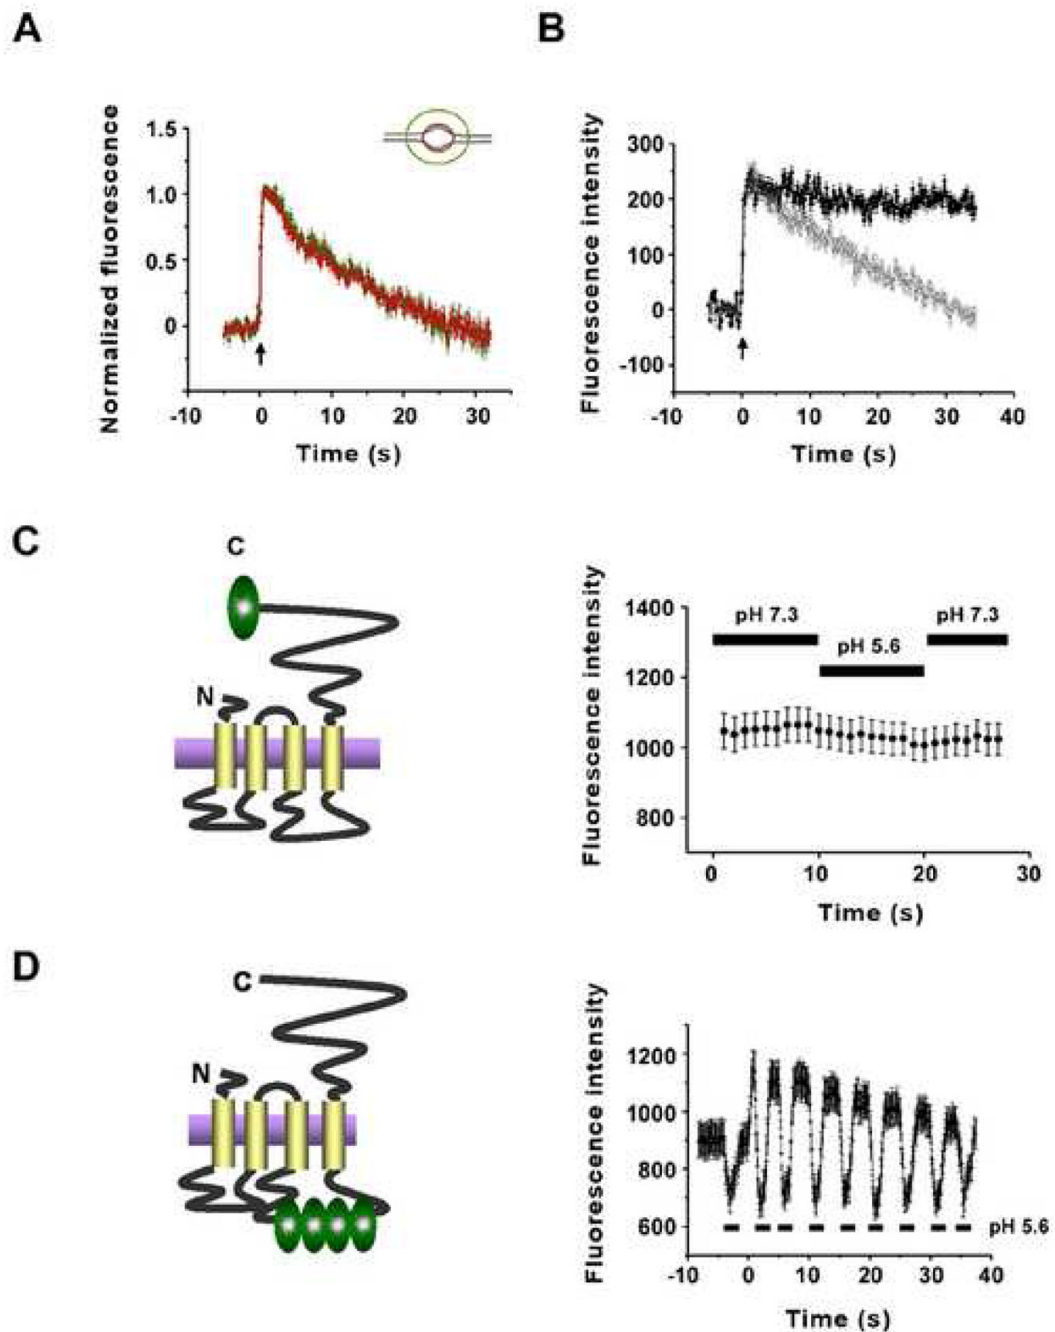 A
B
Normalized fluorescence
1.5
1.0
0.5
0
-10 0 10 20 30
Time (s)
Fluorescence intensity
300
200
100
0
-100
-10 0 10 20 30 40
Time (s)
C
C
N
Fluorescence intensity
1400
1200
1000
800
pH 7.3
pH 5.6
pH 7.3
0 10 20 30
Time (s)
D
C
N
Fluorescence intensity
1200
1000
800
600
pH 5.6
-10 0 10 20 30 40
Time (s)